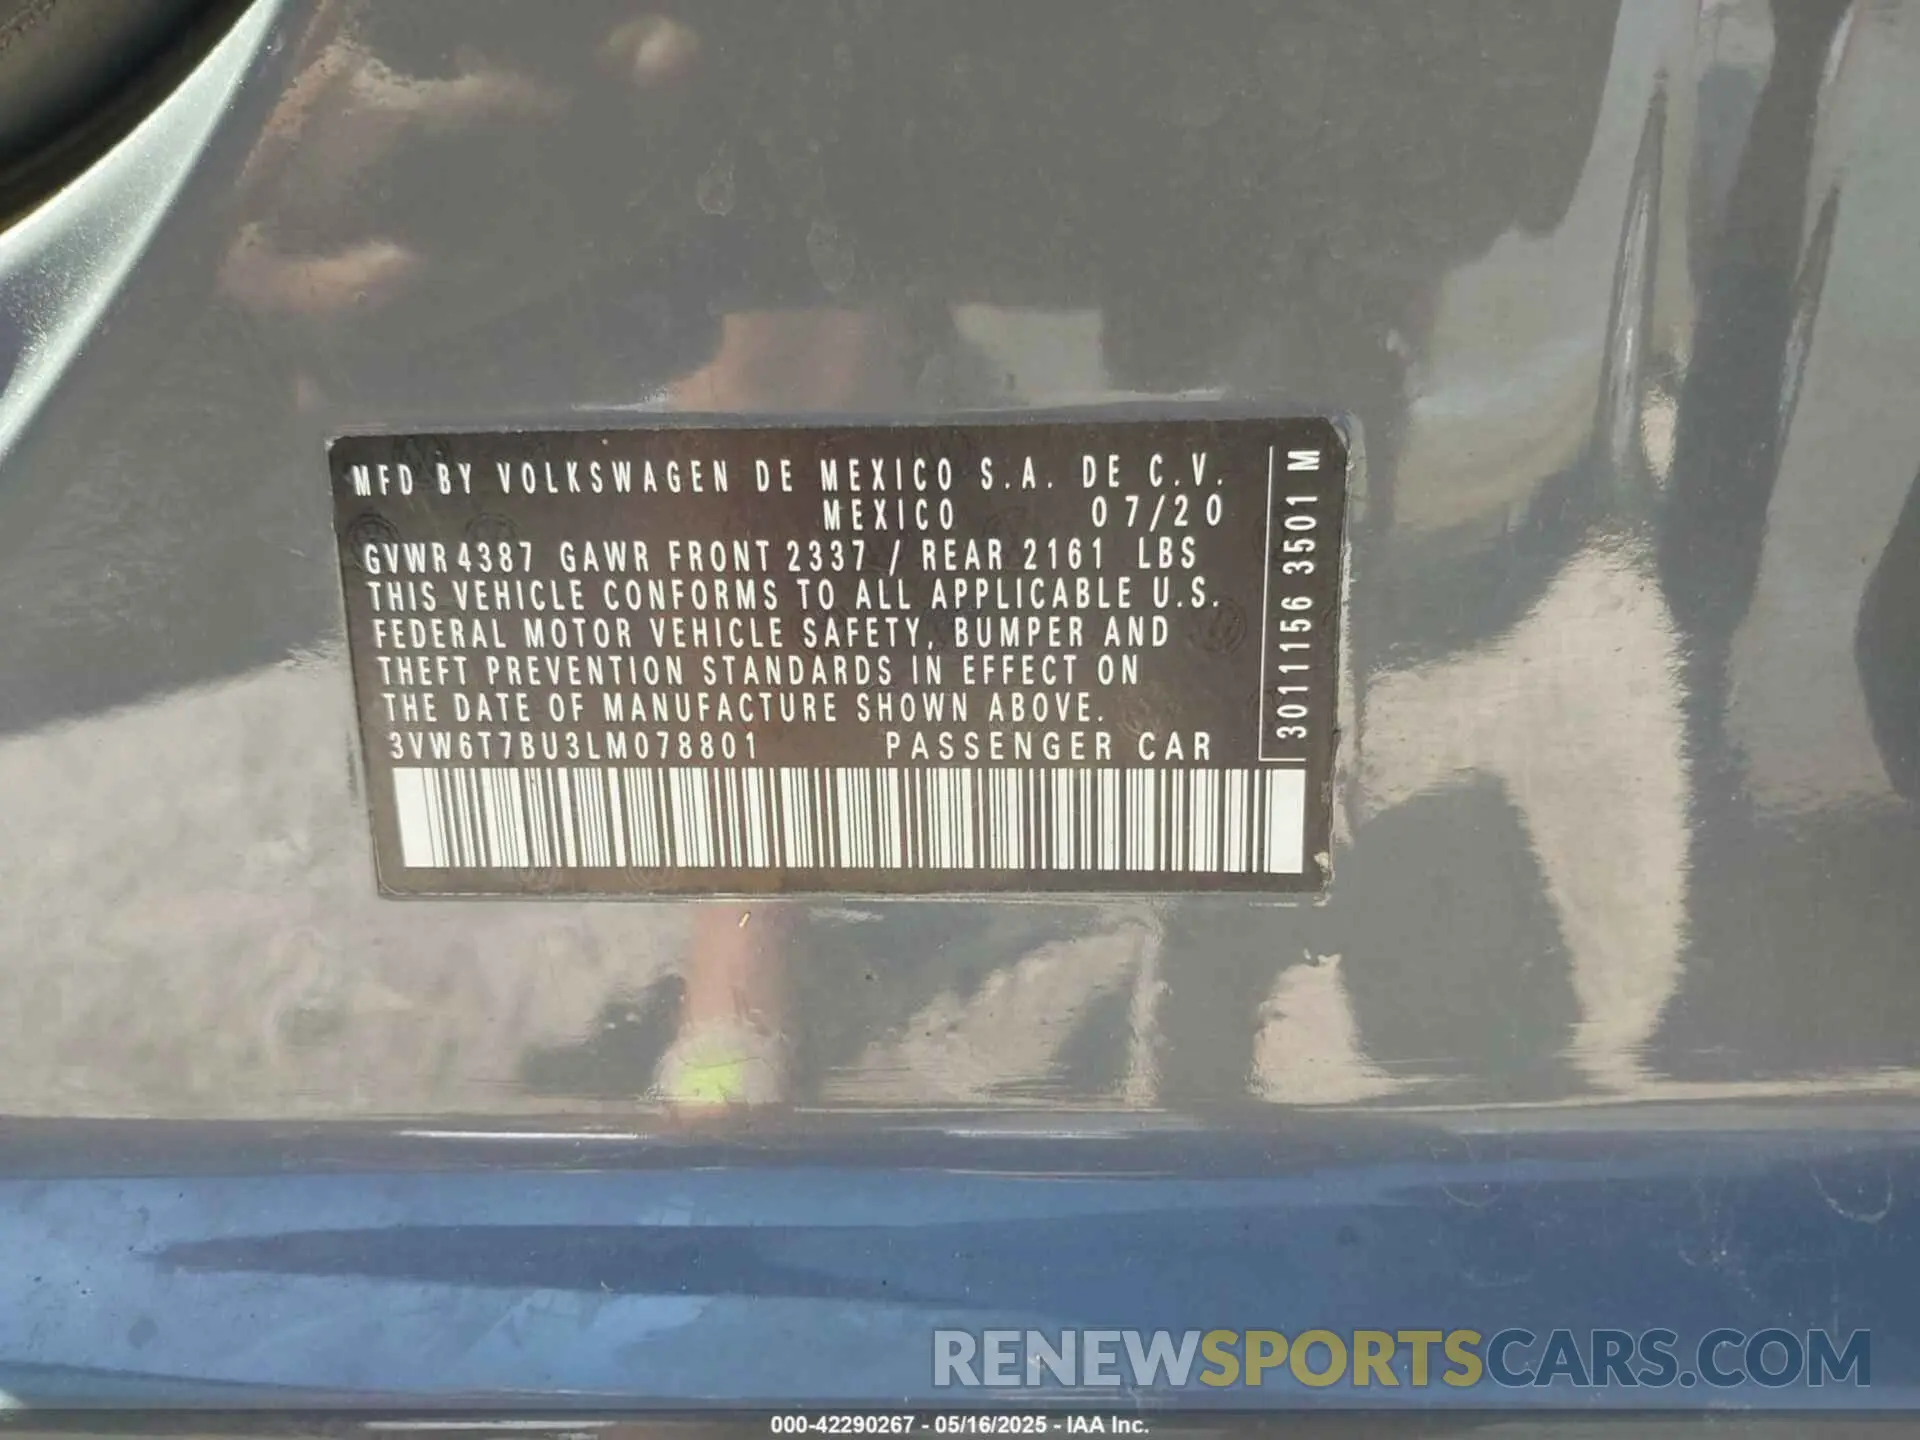 MFD BY VOLKSWAGEN DE MEXICO S.A. DE C.V.
MEXICO 07/20
GVWR 4387 GAWR FRONT 2337 / REAR 2161 LBS
THIS VEHICLE CONFORMS TO ALL APPLICABLE U.S.
FEDERAL MOTOR VEHICLE SAFETY, BUMPER AND
THEFT PREVENTION STANDARDS IN EFFECT ON
THE DATE OF MANUFACTURE SHOWN ABOVE.
3VW6T7BU3LM078801 PASSENGER CAR
3011156 3501 M
RENEWSPORTSCARS.COM
000-42290267 - 05/16/2025 - IAA Inc.